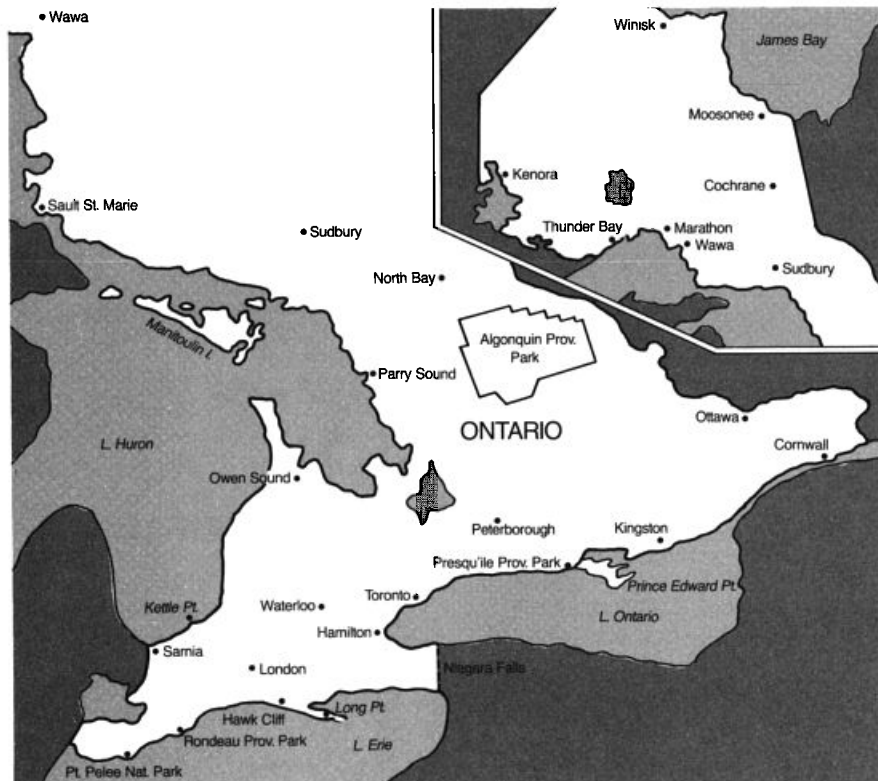 Wawa
Winisk
James Bay
Moosonee
Kenora
Cochrane
Sault St. Marie
Sudbury
Thunder Bay
Marathon
Wawa
Sudbury
North Bay
Manitoulin I.
Algonquin Prov.
Park
Parry Sound
Ottawa
ONTARIO
Cornwall
L. Huron
Owen Sound
Peterborough
Kingston
Presqu'ile Prov. Park
Prince Edward Pt.
Toronto
Waterloo
Kettle Pt.
L. Ontario
Hamilton
Sarnia
London
Niagara Falls
Long Pt.
Hawk Cliff
Rondeau Prov. Park
L. Erie
Pt. Pelee Nat. Park